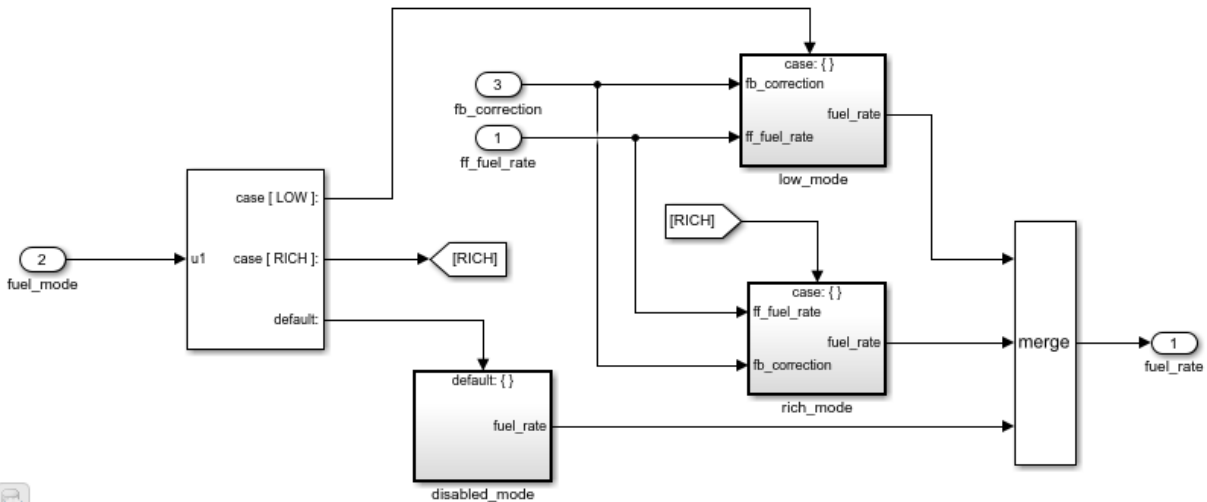 case: { }
3
fb_correction
fb_correction
fuel_rate
1
ff_fuel_rate
ff_fuel_rate
low_mode
case [ LOW ]:
[RICH]
2
fuel_mode
u1
case [ RICH ]:
[RICH]
case: { }
ff_fuel_rate
fuel_rate
fb_correction
rich_mode
default:
merge
1
fuel_rate
default: { }
fuel_rate
disabled_mode